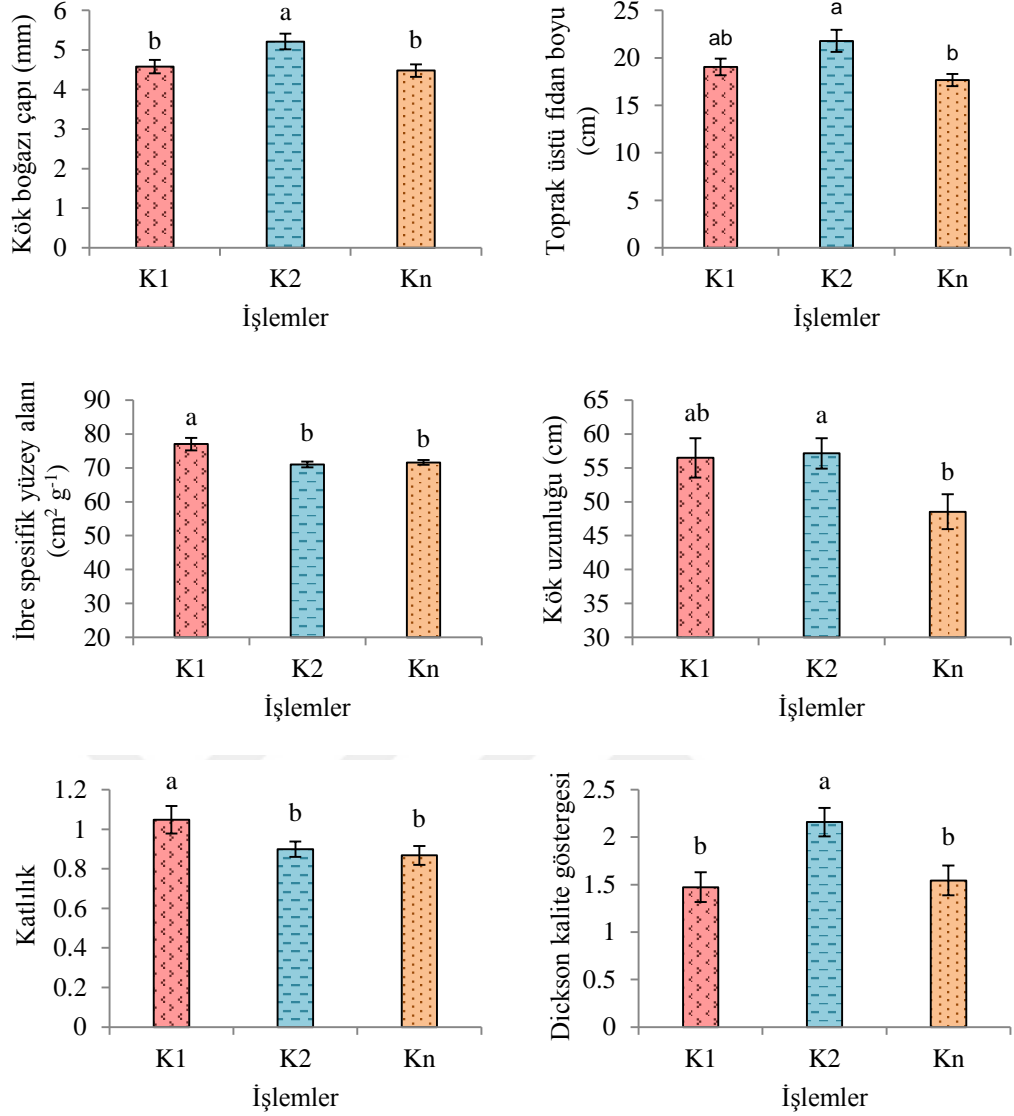 Kök boğazı çapı (mm)
6
5
4
3
2
1
0
b
a
b
K1
K2
Kn
İşlemler
Toprak üstü fidan boyu
(cm)
25
20
15
10
5
0
ab
a
b
K1
K2
Kn
İşlemler
İbre spesifik yüzey alanı
(cm² g⁻¹)
90
80
70
60
50
40
30
20
a
b
b
K1
K2
Kn
İşlemler
Kök uzunluğu (cm)
65
60
55
50
45
40
35
30
ab
a
b
K1
K2
Kn
İşlemler
Katlılık
1.2
1
0.8
0.6
0.4
0.2
0
a
b
b
K1
K2
Kn
İşlemler
Dickson kalite göstergesi
2.5
2
1.5
1
0.5
0
b
a
b
K1
K2
Kn
İşlemler